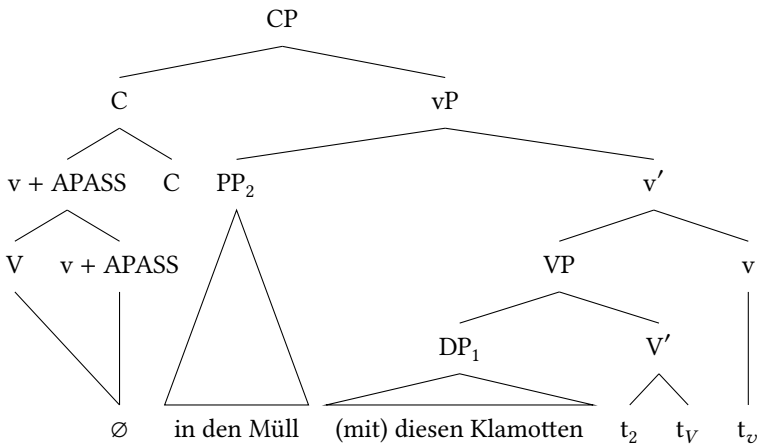 CP
C vP
v + APASS C PP₂ v′
V v + APASS VP v
DP₁ V′
∅ in den Müll (mit) diesen Klamotten t₂ t_V t_v